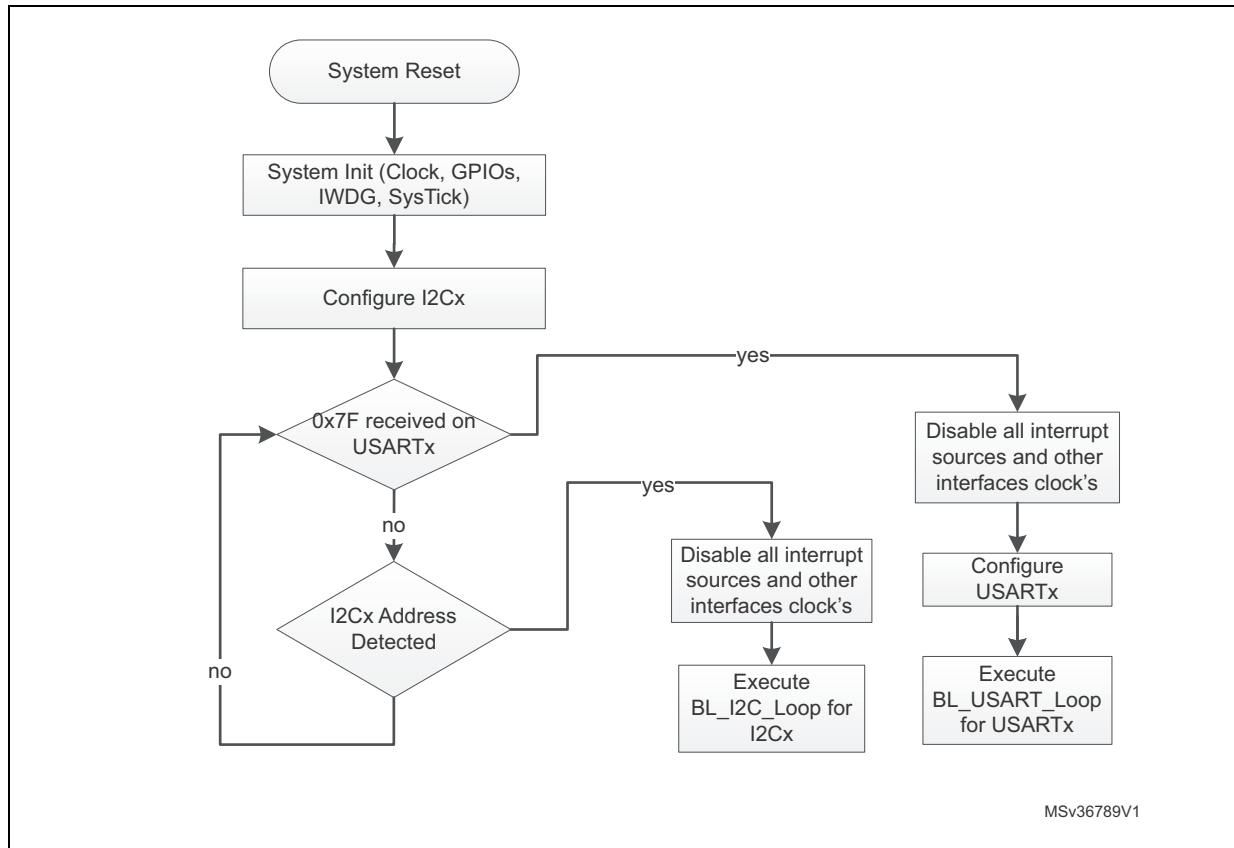 System Reset
System Init (Clock, GPIOs,
IWDG, SysTick)
Configure I2Cx
yes
0x7F received on
USARTx
no
Disable all interrupt
sources and other
interfaces clock's
yes
Disable all interrupt
sources and other
interfaces clock's
Configure
USARTx
I2Cx Address
Detected
no
Execute
BL_I2C_Loop for
I2Cx
Execute
BL_USART_Loop
for USARTx
MSv36789V1